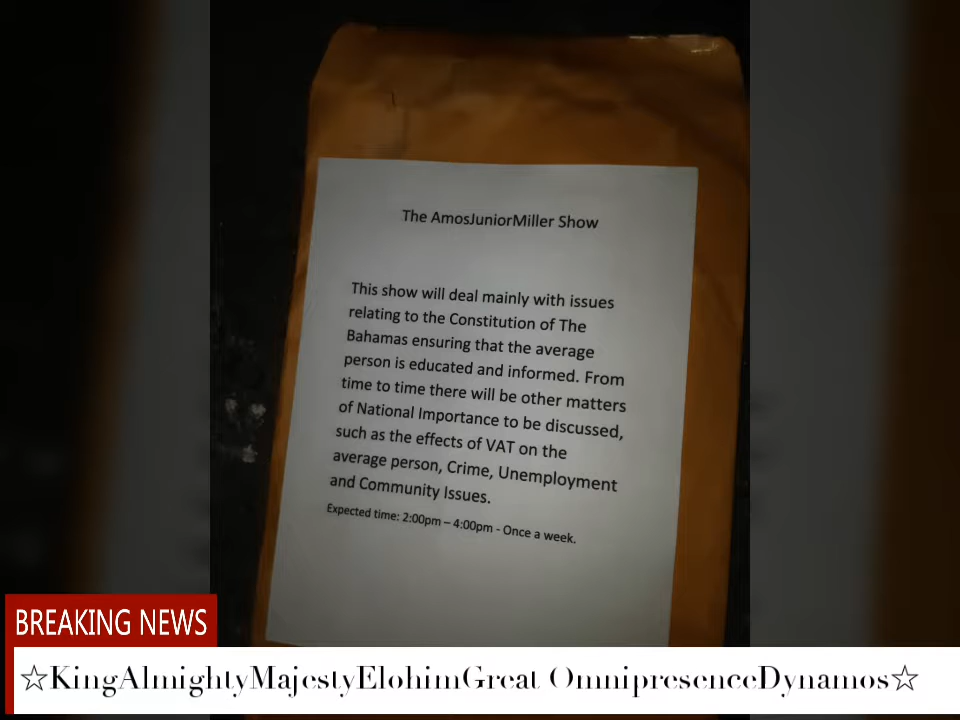 The AmosJuniorMiller Show
This show will deal mainly with issues
relating to the Constitution of The
Bahamas ensuring that the average
person is educated and informed. From
time to time there will be other matters
of National Importance to be discussed,
such as the effects of VAT on the
average person, Crime, Unemployment
and Community Issues.
Expected time: 2:00pm – 4:00pm - Once a week.
BREAKING NEWS
☆KingAlmightyMajestyElohimGreat OmnipresenceDynamos☆